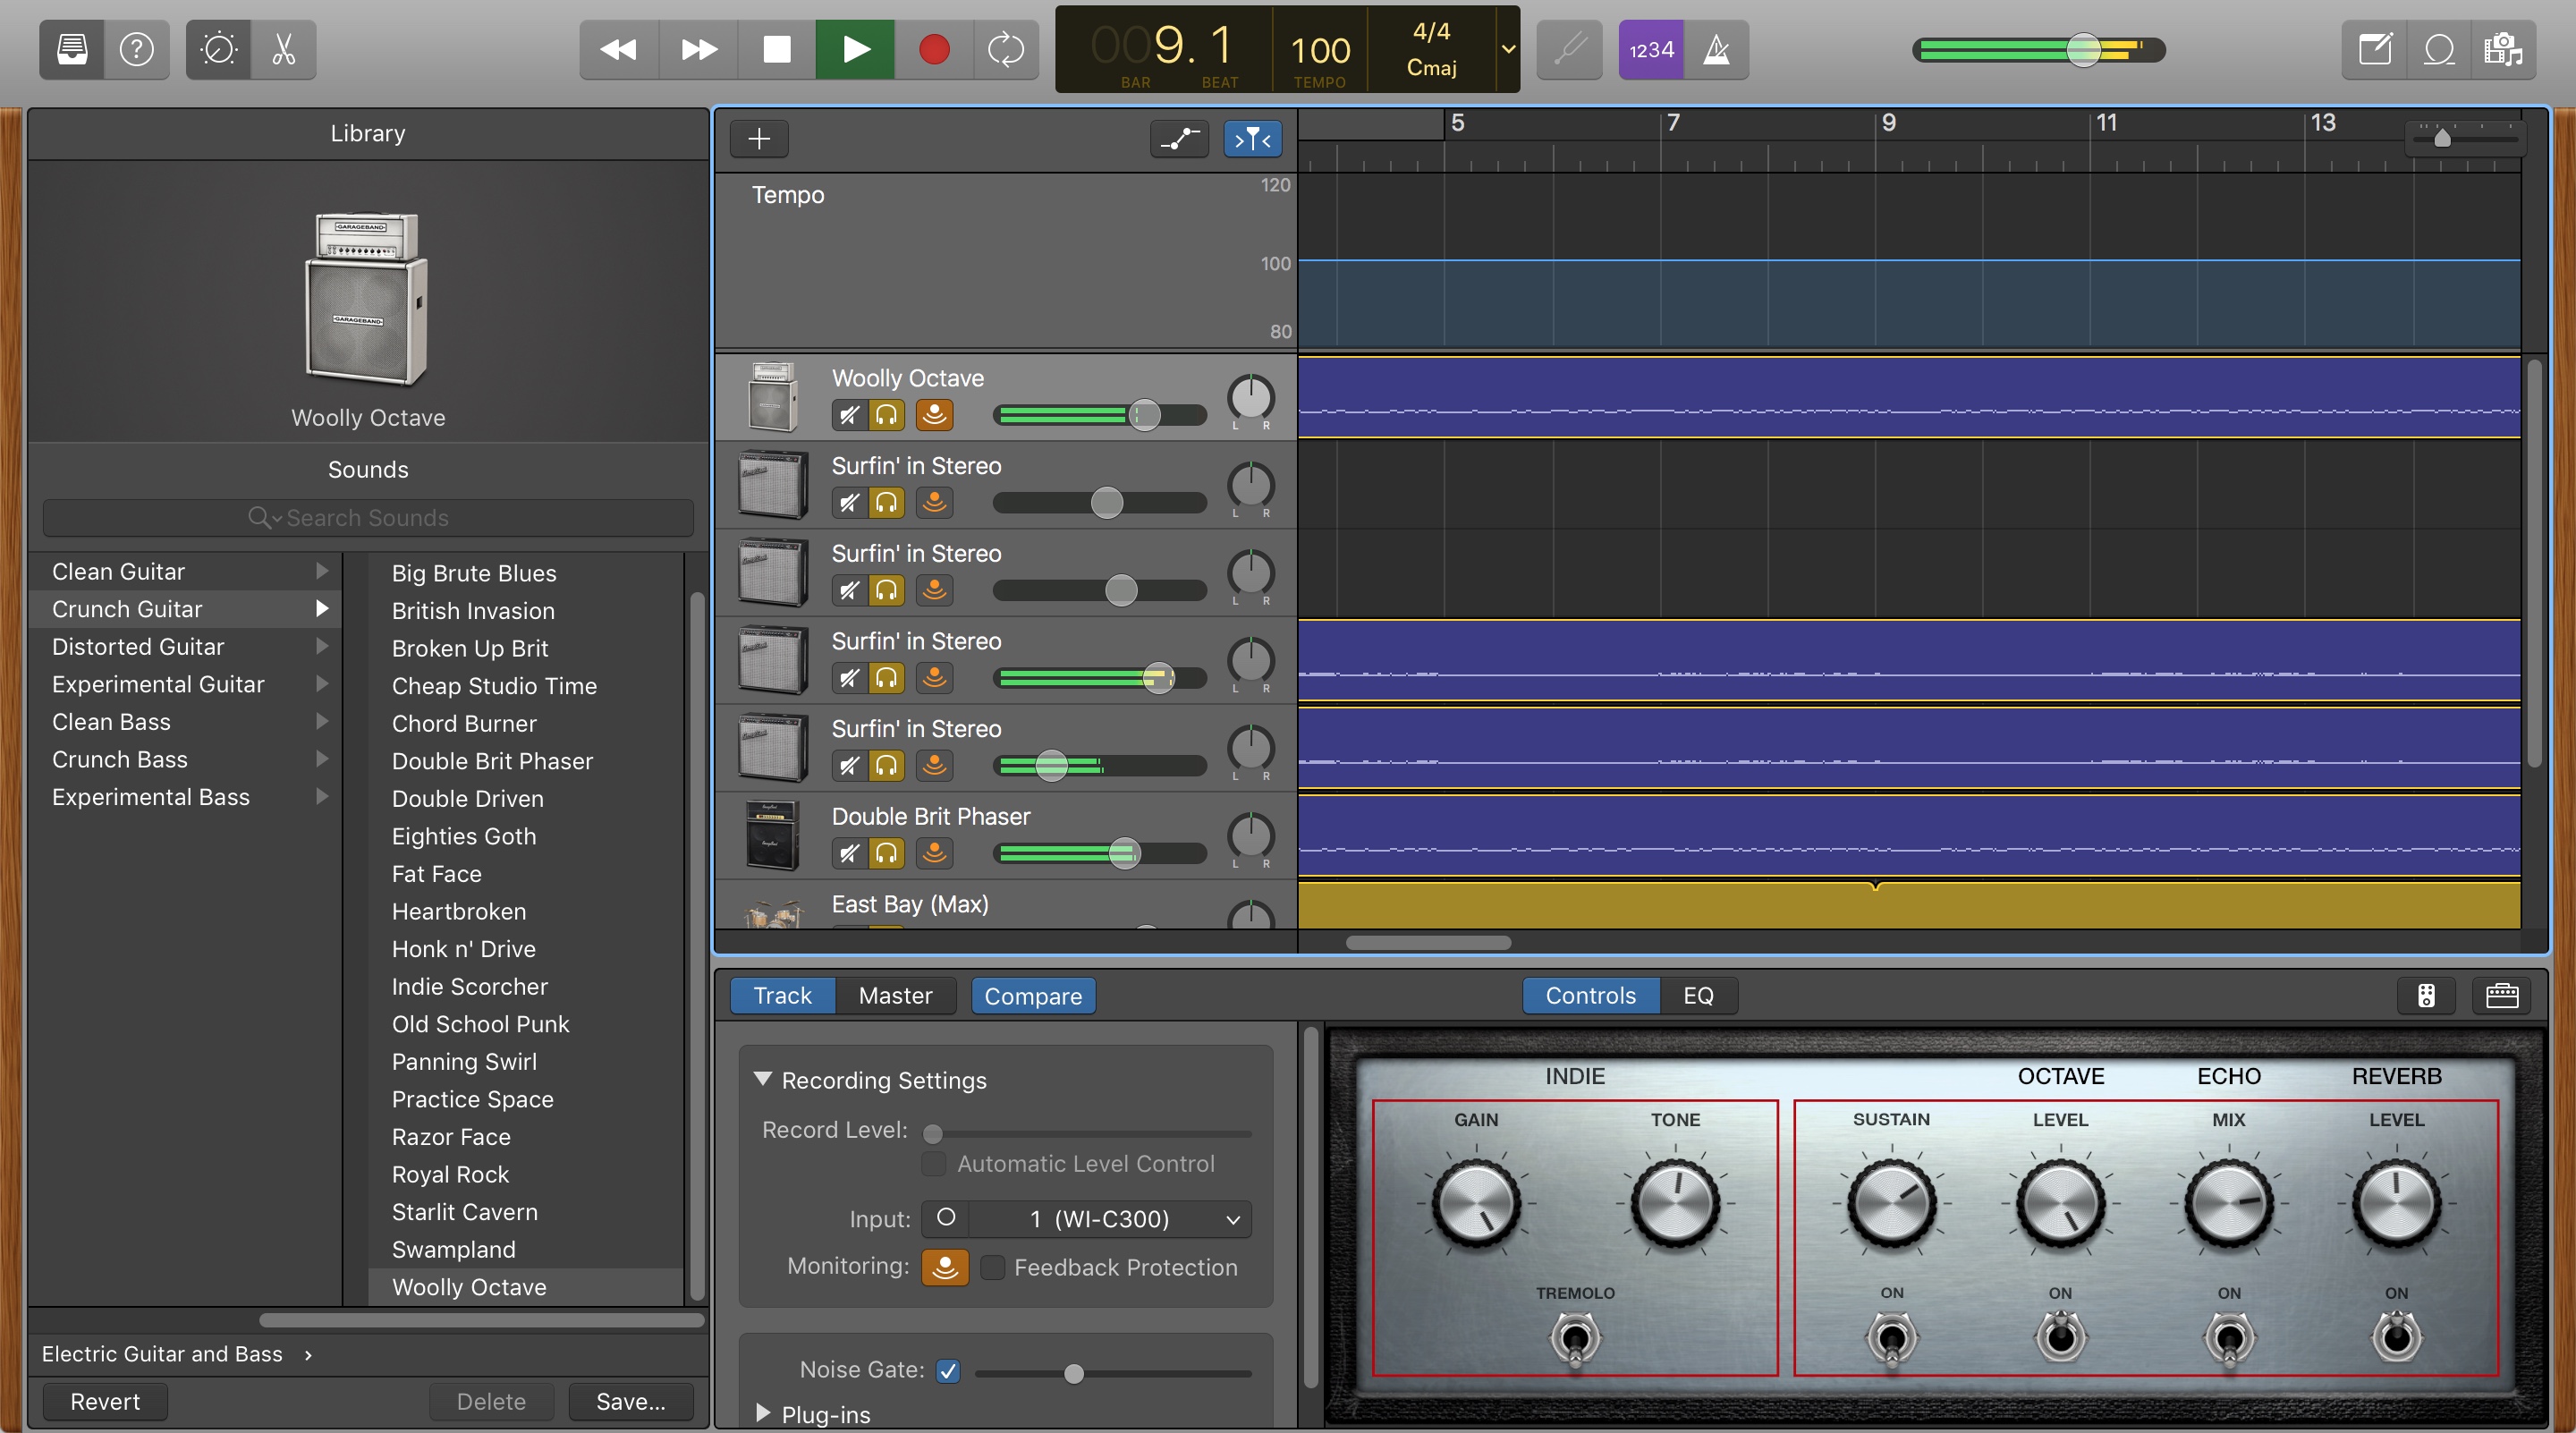 009. 1
BAR BEAT
100
TEMPO
4/4
Cmaj
1234
Library
GARAGEBAND
GARAGEBAND
Woolly Octave
Sounds
Search Sounds
Clean Guitar
Crunch Guitar
Distorted Guitar
Experimental Guitar
Clean Bass
Crunch Bass
Experimental Bass
Big Brute Blues
British Invasion
Broken Up Brit
Cheap Studio Time
Chord Burner
Double Brit Phaser
Double Driven
Eighties Goth
Fat Face
Heartbroken
Honk n' Drive
Indie Scorcher
Old School Punk
Panning Swirl
Practice Space
Razor Face
Royal Rock
Starlit Cavern
Swampland
Woolly Octave
Electric Guitar and Bass
Revert
Delete
Save...
5 7 9 11 13
Tempo
120
100
80
Woolly Octave
L R
Surfin' in Stereo
L R
Surfin' in Stereo
L R
Surfin' in Stereo
L R
Surfin' in Stereo
L R
Double Brit Phaser
L R
East Bay (Max)
Track Master Compare
Controls EQ
Recording Settings
Record Level:
Automatic Level Control
Input: 1 (WI-C300)
Monitoring: Feedback Protection
Noise Gate:
Plug-ins
INDIE OCTAVE ECHO REVERB
GAIN TONE SUSTAIN LEVEL MIX LEVEL
TREMOLO ON ON ON ON